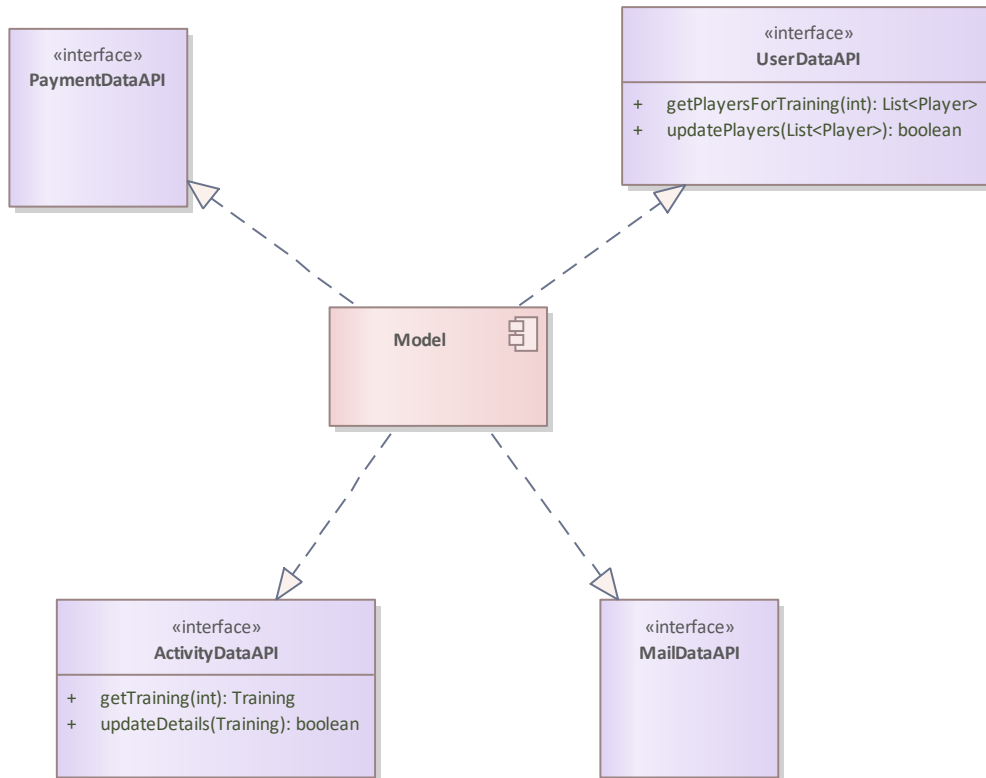 «interface»
PaymentDataAPI
«interface»
UserDataAPI
+ getPlayersForTraining(int): List<Player>
+ updatePlayers(List<Player>): boolean
Model
«interface»
ActivityDataAPI
+ getTraining(int): Training
+ updateDetails(Training): boolean
«interface»
MailDataAPI